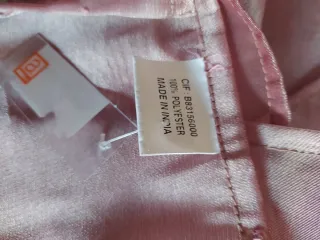 CIF : B83156000
100% POLYESTER
MADE IN INDIA